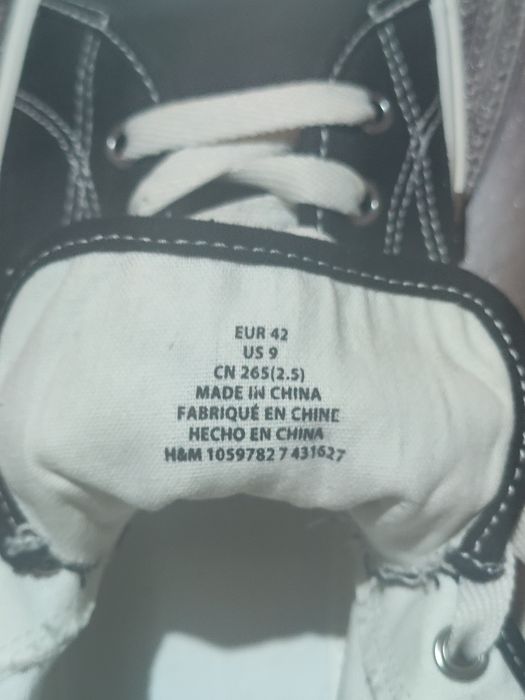 EUR 42
US 9
CN 265(2.5)
MADE IN CHINA
FABRIQUÉ EN CHINE
HECHO EN CHINA
H&M 1059782 7 431627